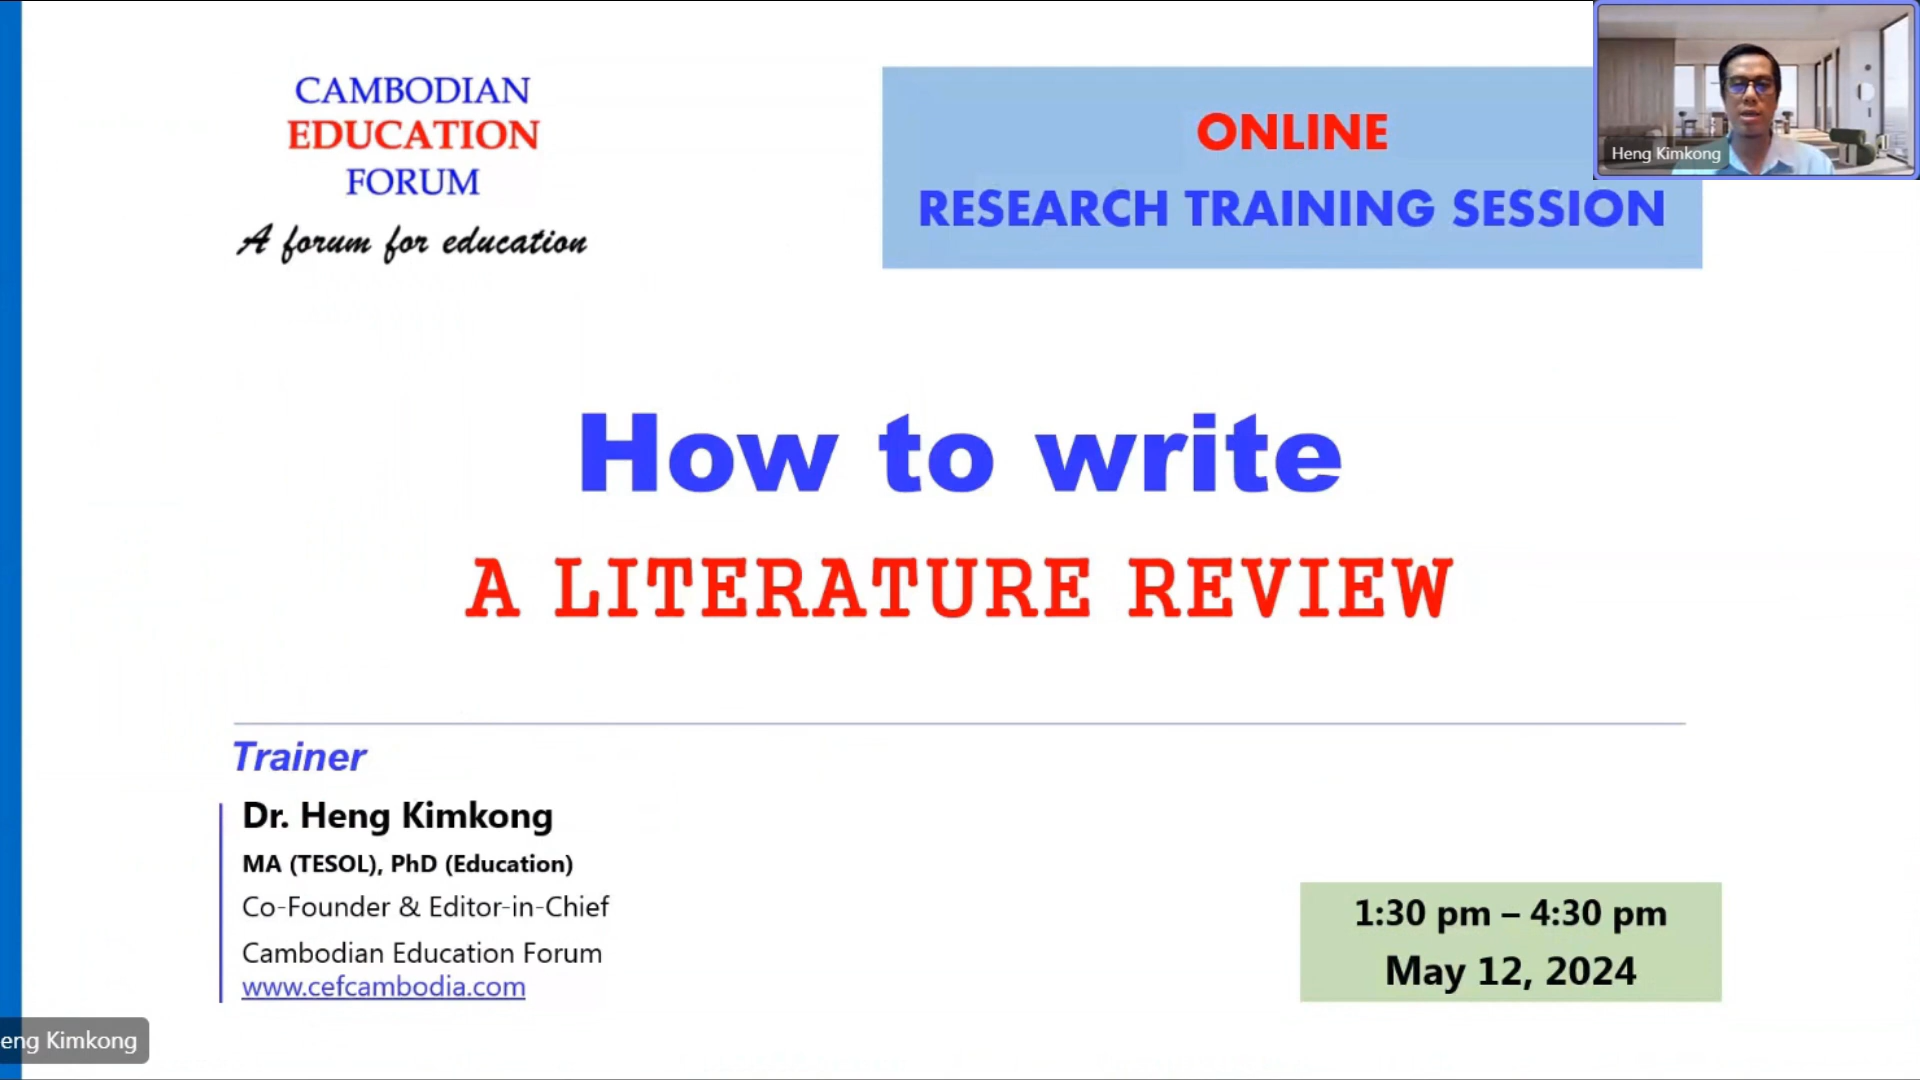 CAMBODIAN
EDUCATION
FORUM
A forum for education
ONLINE
RESEARCH TRAINING SESSION
Heng Kimkong
How to write
A LITERATURE REVIEW
Trainer
Dr. Heng Kimkong
MA (TESOL), PhD (Education)
Co-Founder & Editor-in-Chief
Cambodian Education Forum
www.cefcambodia.com
1:30 pm – 4:30 pm
May 12, 2024
eng Kimkong